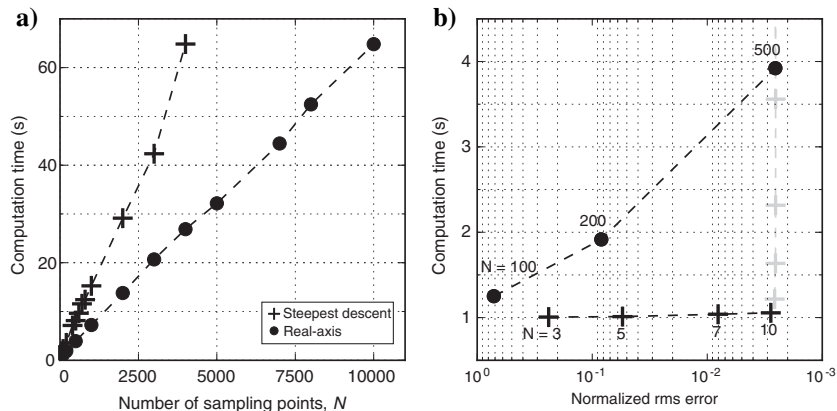 a)
Computation time (s)
60
40
20
0
0 2500 5000 7500 10000
Number of sampling points, N
Steepest descent
Real-axis
b)
Computation time (s)
4
3
2
1
0
500
200
N = 100
N = 3
5
7
10
10⁰ 10⁻¹ 10⁻² 10⁻³
Normalized rms error